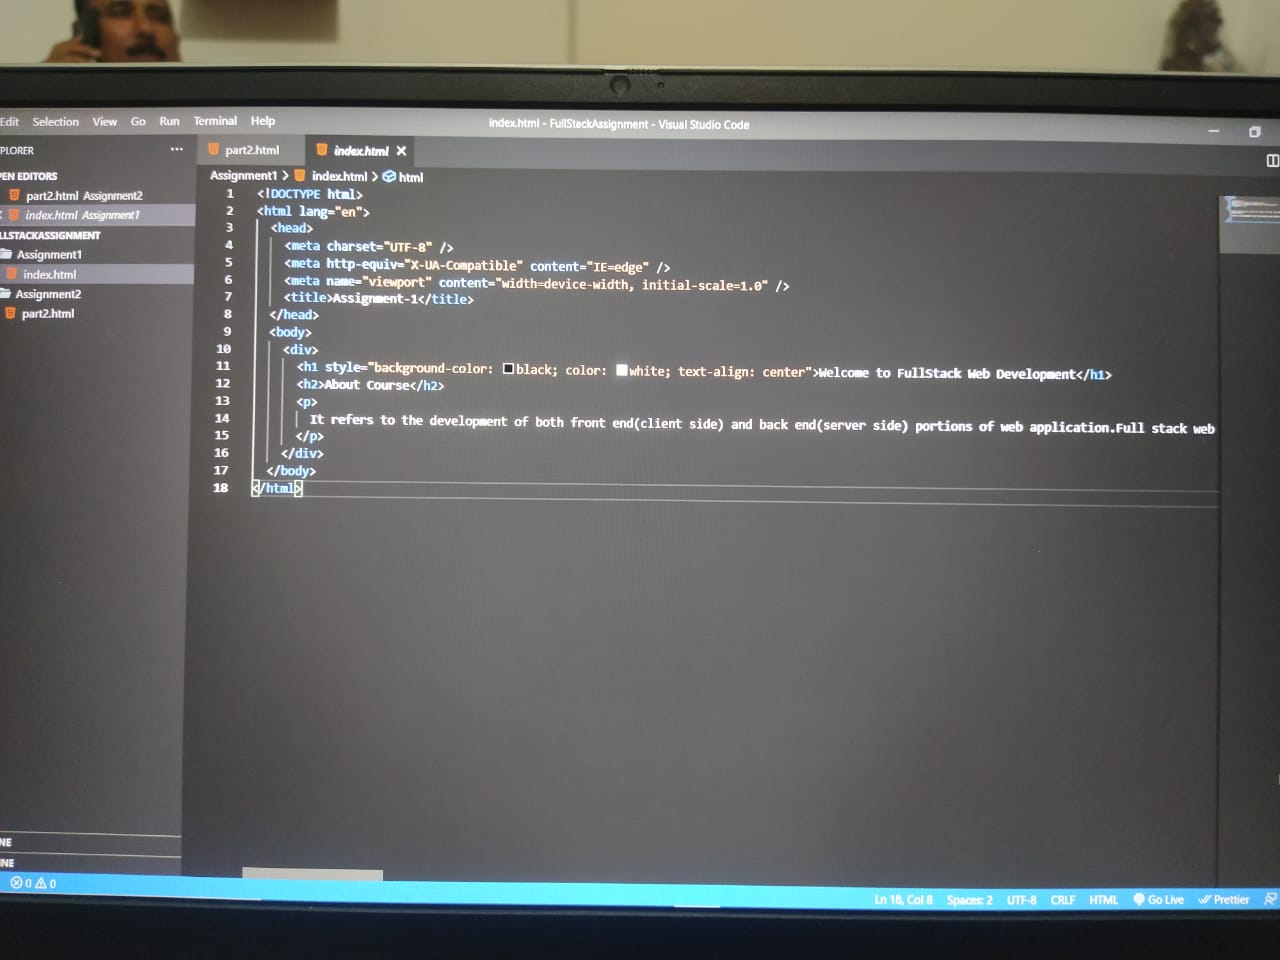 Edit Selection View Go Run Terminal Help
index.html - FullStackAssignment - Visual Studio Code
PLORER ...
part2.html
index.html
PEN EDITORS
part2.html Assignment2
index.html Assignment1
LLSTACKASSIGNMENT
Assignment1
index.html
Assignment2
part2.html
Assignment1 > index.html > html
1 <!DOCTYPE html>
2 <html lang="en">
3 <head>
4 <meta charset="UTF-8" />
5 <meta http-equiv="X-UA-Compatible" content="IE=edge" />
6 <meta name="viewport" content="width=device-width, initial-scale=1.0" />
7 <title>Assignment-1</title>
8 </head>
9 <body>
10 <div>
11 <h1 style="background-color: black; color: white; text-align: center">Welcome to FullStack Web Development</h1>
12 <h2>About Course</h2>
13 <p>
14 It refers to the development of both front end(client side) and back end(server side) portions of web application.Full stack web
15 </p>
16 </div>
17 </body>
18 </html>
NE
INE
0 0
Ln 18, Col 8 Spaces: 2 UTF-8 CRLF HTML Go Live Prettier